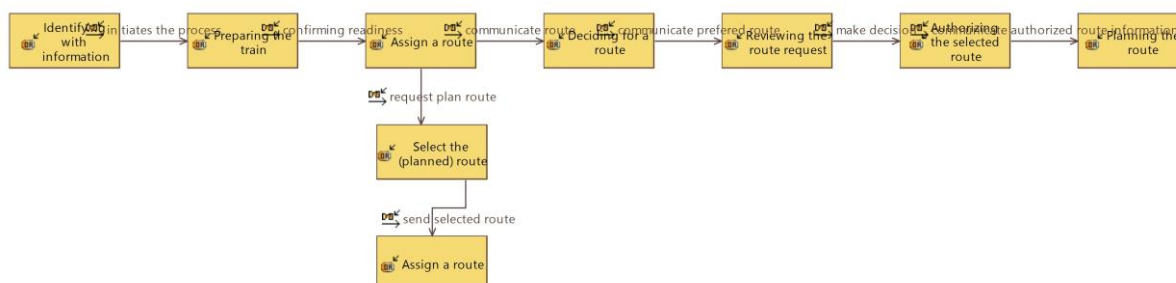 Identifying
with
information
initiates the process
Preparing the
train
confirming readiness
Assign a route
communicate route
Deciding for a
route
communicate prefered route
Reviewing the
route request
make decision
Authorizing
the selected
route
communicate authorized route information
Planning the
route
request plan route
Select the
(planned) route
send selected route
Assign a route